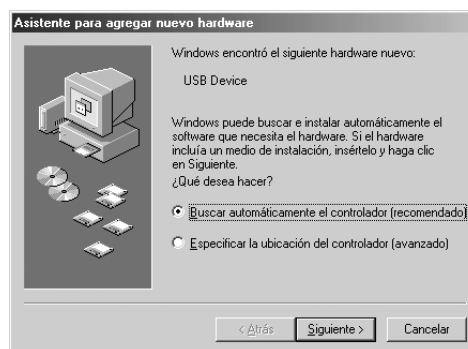 Asistente para agregar nuevo hardware
Windows encontró el siguiente hardware nuevo:
USB Device
Windows puede buscar e instalar automáticamente el
software que necesita el hardware. Si el hardware
incluía un medio de instalación, insértelo y haga clic
en Siguiente.
¿Qué desea hacer?
Buscar automáticamente el controlador (recomendado)
Especificar la ubicación del controlador (avanzado)
< Atrás Siguiente > Cancelar